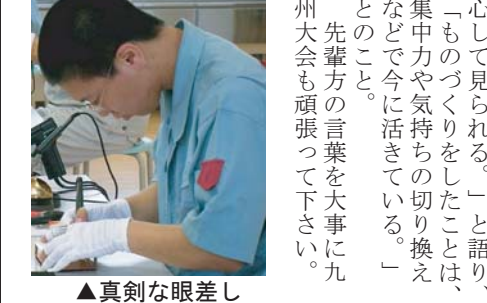 心して見られる。」と語り、
「ものづくりをしたことは、
集中力や気持ちの切り換え
などで今に活きている。」
とのこと。
先輩方の言葉を大事に九
州大会も頑張って下さい。
▲真剣な眼差し